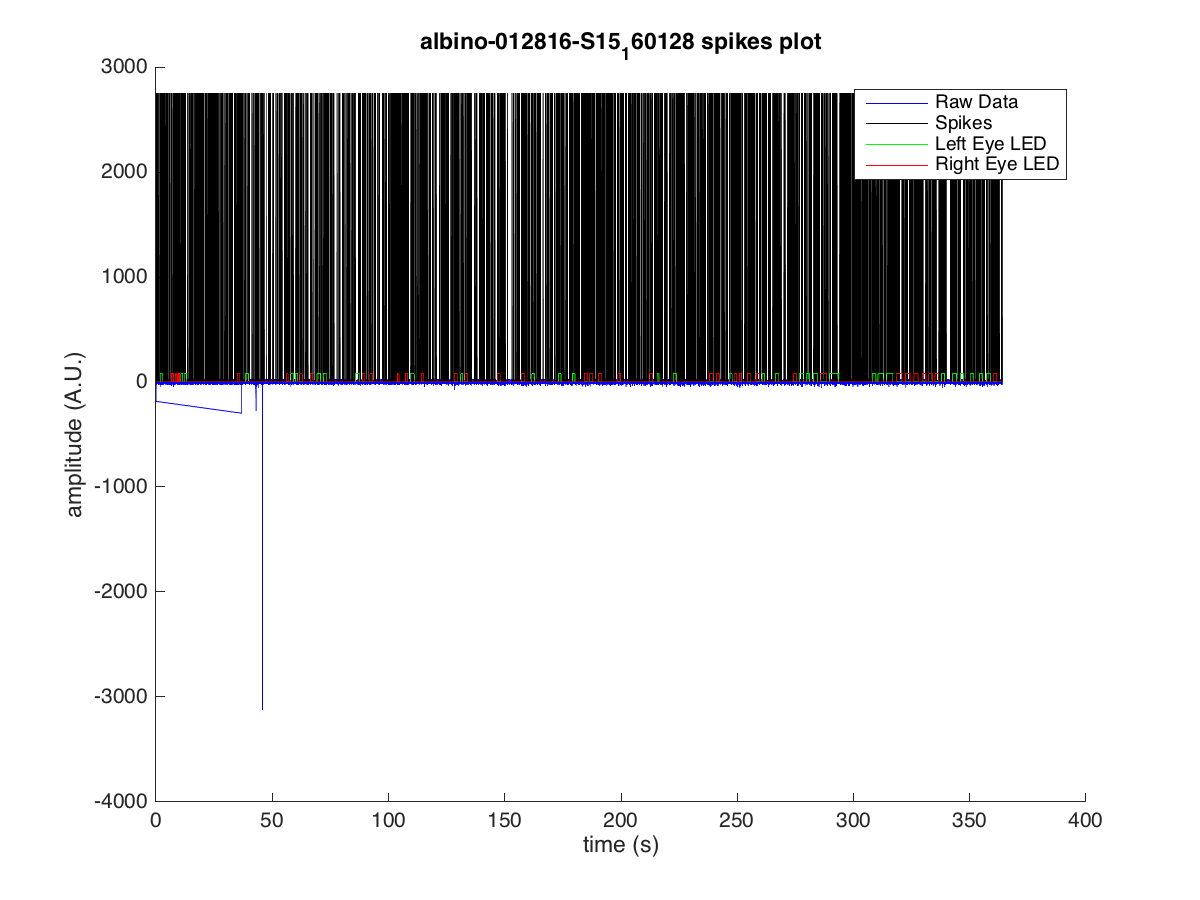 albino-012816-S15₁60128 spikes plot
3000
2000
1000
0
-1000
-2000
-3000
-4000
amplitude (A.U.)
Raw Data
Spikes
Left Eye LED
Right Eye LED
0 50 100 150 200 250 300 350 400
time (s)